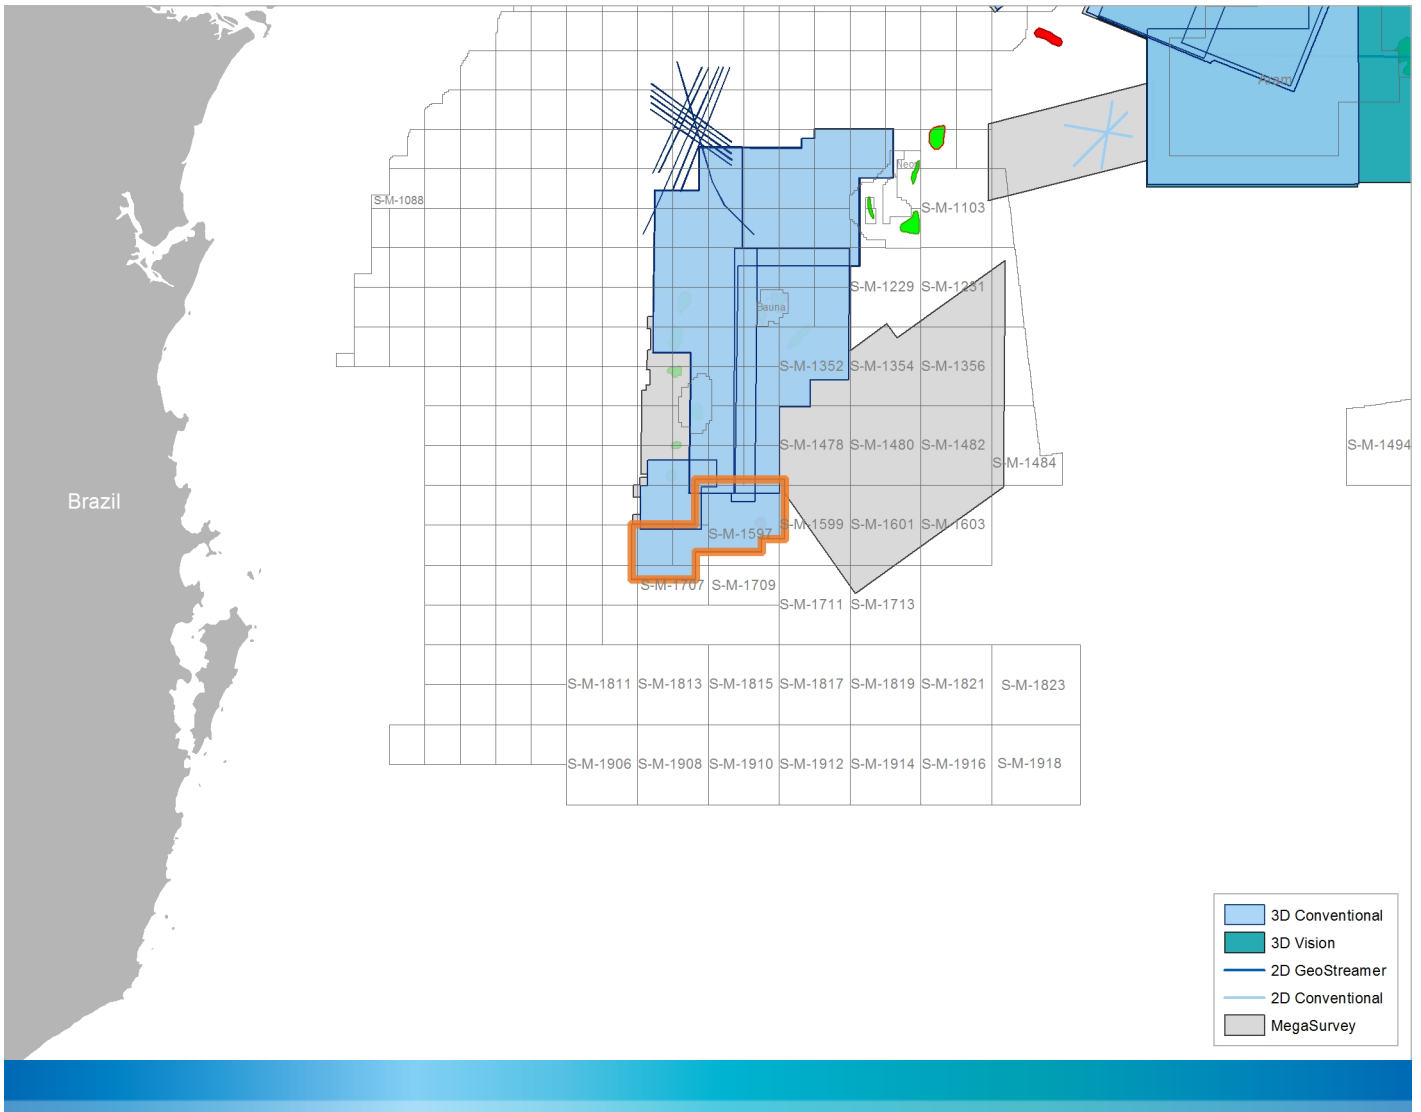 Aram
Neon
S-M-1088
S-M-1103
S-M-1229 S-M-1231
Bauna
S-M-1352 S-M-1354 S-M-1356
S-M-1478 S-M-1480 S-M-1482
S-M-1494
S-M-1484
Brazil
S-M-1597
S-M-1599 S-M-1601 S-M-1603
S-M-1707 S-M-1709
S-M-1711 S-M-1713
S-M-1811 S-M-1813 S-M-1815 S-M-1817 S-M-1819 S-M-1821 S-M-1823
S-M-1906 S-M-1908 S-M-1910 S-M-1912 S-M-1914 S-M-1916 S-M-1918
3D Conventional
3D Vision
2D GeoStreamer
2D Conventional
MegaSurvey